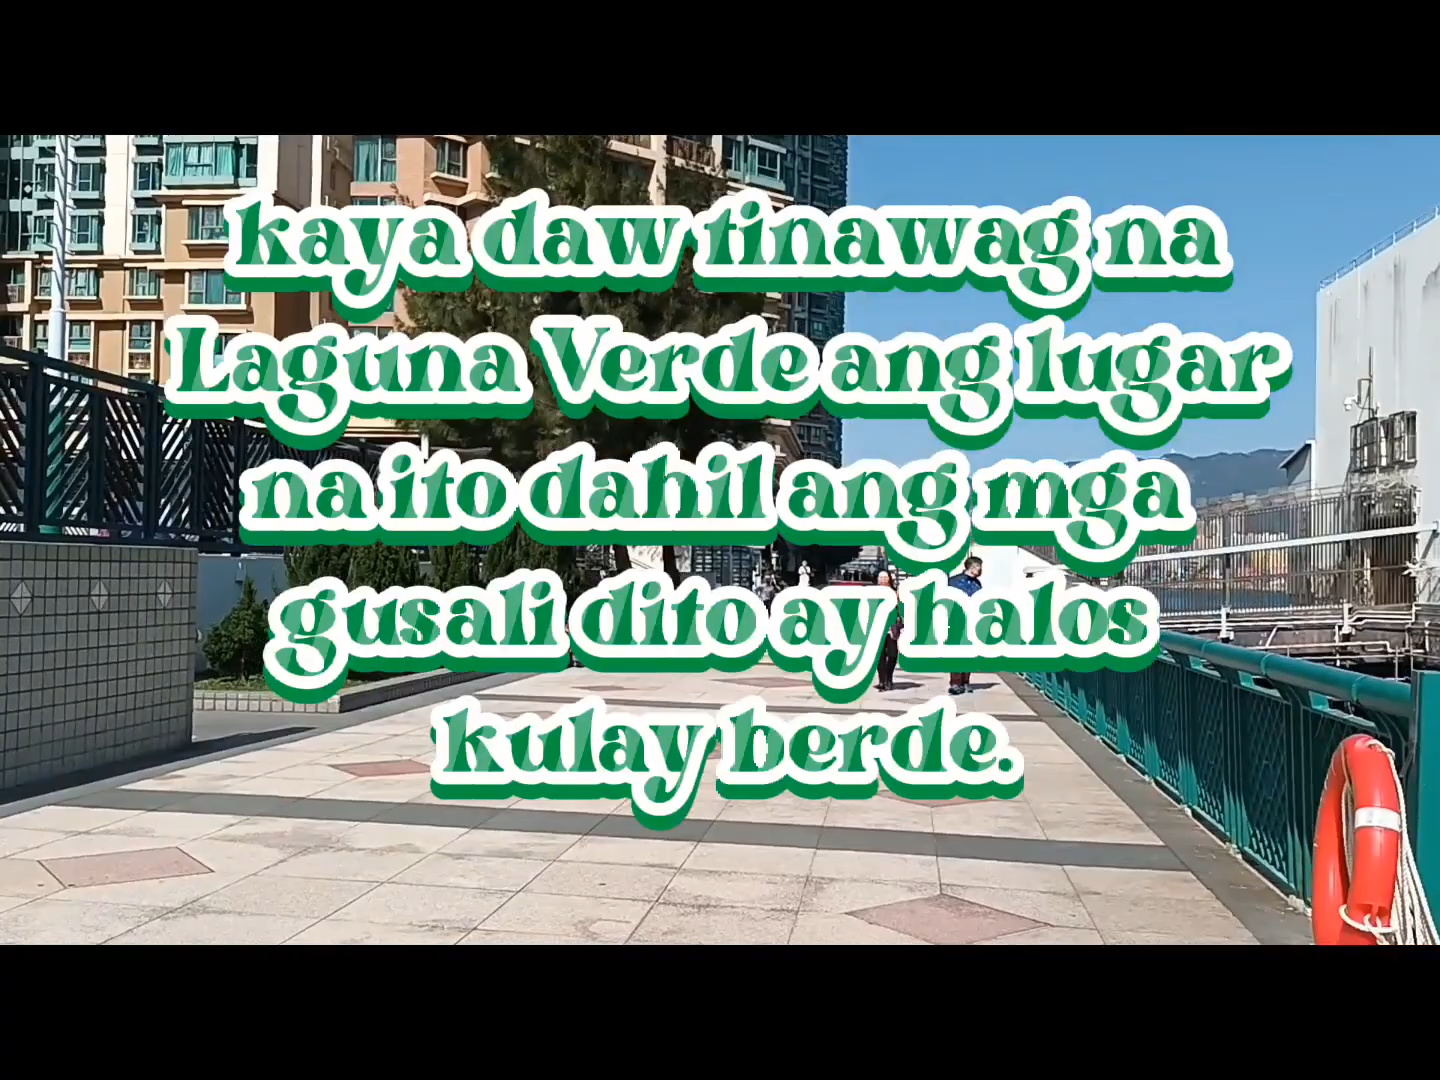 kaya daw tinawag na
Laguna Verde ang lugar
na ito dahil ang mga
gusali dito ay halos
kulay berde.